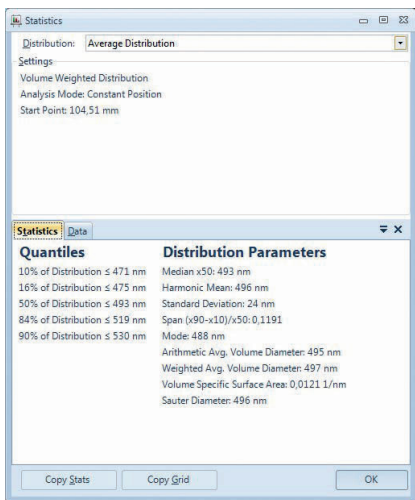 Statistics
Distribution: Average Distribution
Settings
Volume Weighted Distribution
Analysis Mode: Constant Position
Start Point: 104,51 mm
Statistics Data
Quantiles
10% of Distribution ≤ 471 nm
16% of Distribution ≤ 475 nm
50% of Distribution ≤ 493 nm
84% of Distribution ≤ 519 nm
90% of Distribution ≤ 530 nm
Distribution Parameters
Median x50: 493 nm
Harmonic Mean: 496 nm
Standard Deviation: 24 nm
Span (x90-x10)/x50: 0,1191
Mode: 488 nm
Arithmetic Avg. Volume Diameter: 495 nm
Weighted Avg. Volume Diameter: 497 nm
Volume Specific Surface Area: 0,0121 1/nm
Sauter Diameter: 496 nm
Copy Stats Copy Grid OK